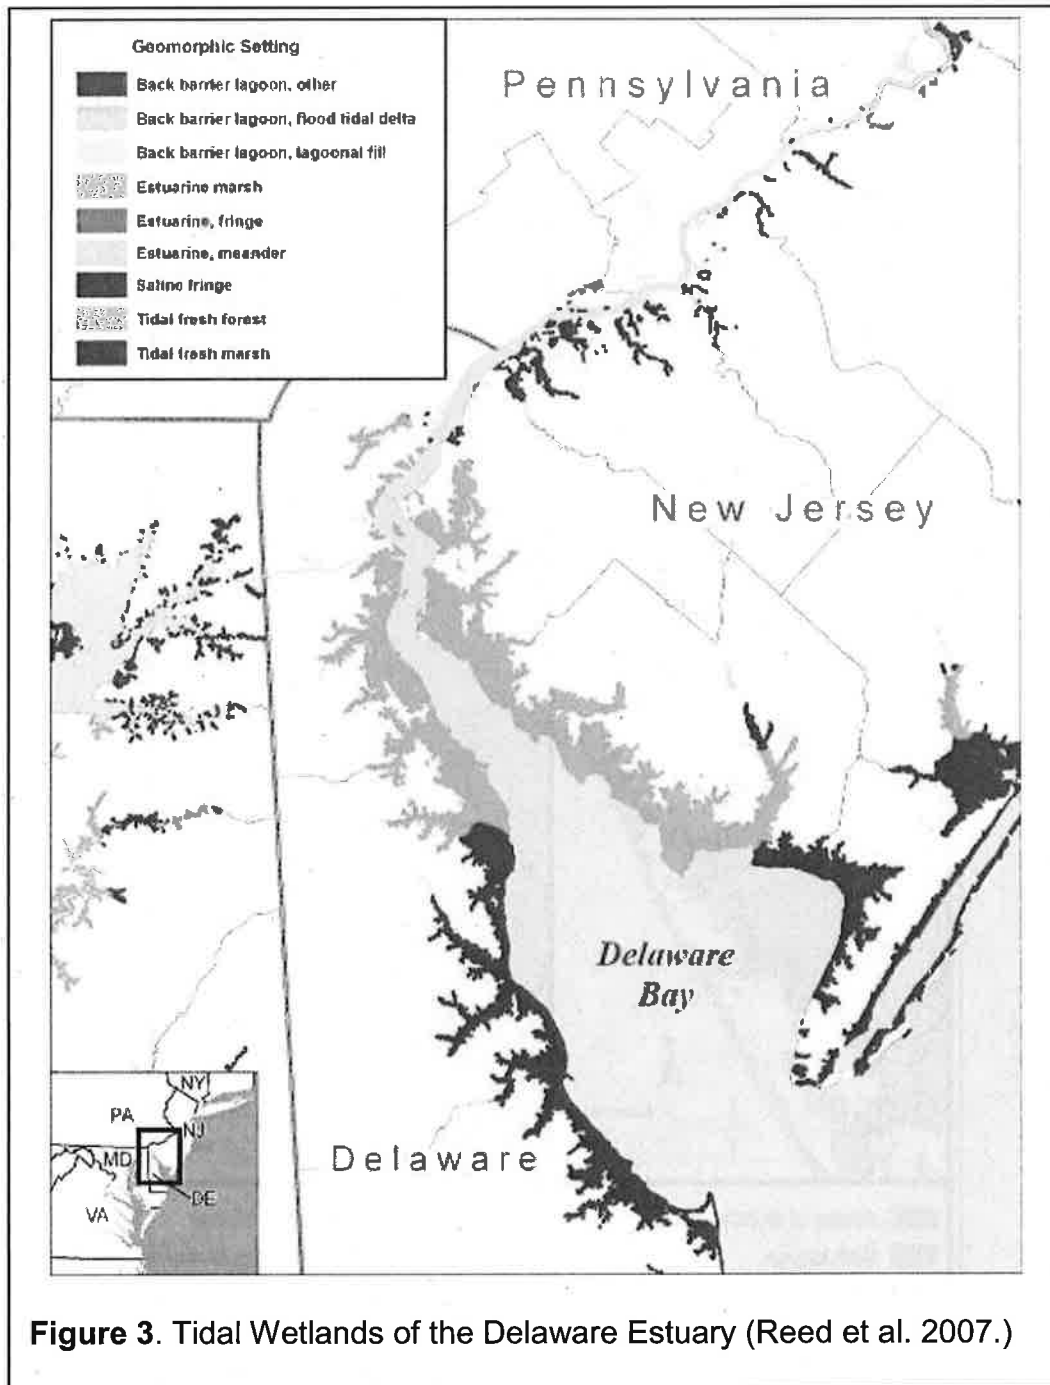 Geomorphic Setting
Back barrier lagoon, other
Back barrier lagoon, flood tidal delta
Back barrier lagoon, lagoonal fill
Estuarine marsh
Estuarine, fringe
Estuarine, meander
Saline fringe
Tidal fresh forest
Tidal fresh marsh
Pennsylvania
New Jersey
Delaware
Bay
Delaware
NY
PA
NJ
MD
DE
VA
Figure 3. Tidal Wetlands of the Delaware Estuary (Reed et al. 2007.)